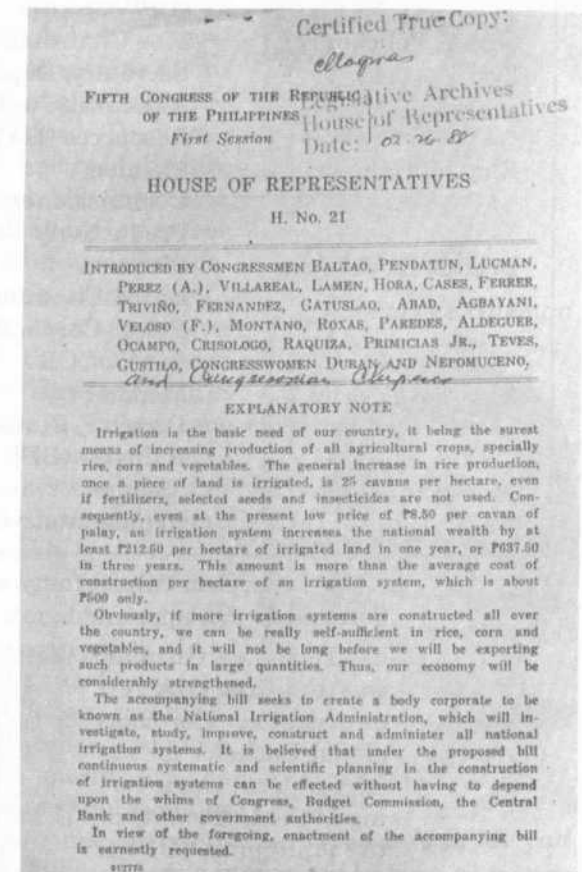 Certified True Copy:
FIFTH CONGRESS OF THE REPUBLIC
OF THE PHILIPPINES
First Session
Legislative Archives
House of Representatives
Date: 02-26-88
HOUSE OF REPRESENTATIVES
H. No. 21
INTRODUCED BY CONGRESSMEN BALTAO, PENDATUN, LUCMAN,
PEREZ (A.), VILLAREAL, LAMEN, HORA, CASES, FERRER,
TRIVIÑO, FERNANDEZ, GATUSLAO, ABAD, AGBAYANI,
VELOSO (F.), MONTANO, ROXAS, PAREDES, ALDEGUER,
OCAMPO, CRISOLOGO, RAQUIZA, PRIMICIAS JR., TEVES,
GUSTILO, CONGRESSWOMEN DURAN AND NEPOMUCENO,
and Congressman
EXPLANATORY NOTE
Irrigation is the basic need of our country, it being the surest
means of increasing production of all agricultural crops, specially
rice, corn and vegetables. The general increase in rice production,
once a piece of land is irrigated, is 25 cavans per hectare, even
if fertilizers, selected seeds and insecticides are not used. Con-
sequently, even at the present low price of ₱8.50 per cavan of
palay, an irrigation system increases the national wealth by at
least ₱212.50 per hectare of irrigated land in one year, or ₱637.50
in three years. This amount is more than the average cost of
construction per hectare of an irrigation system, which is about
₱500 only.
Obviously, if more irrigation systems are constructed all over
the country, we can be really self-sufficient in rice, corn and
vegetables, and it will not be long before we will be exporting
such products in large quantities. Thus, our economy will be
considerably strengthened.
The accompanying bill seeks to create a body corporate to be
known as the National Irrigation Administration, which will in-
vestigate, study, improve, construct and administer all national
irrigation systems. It is believed that under the proposed bill
continuous systematic and scientific planning in the construction
of irrigation systems can be effected without having to depend
upon the whims of Congress, Budget Commission, the Central
Bank and other government authorities.
In view of the foregoing, enactment of the accompanying bill
is earnestly requested.